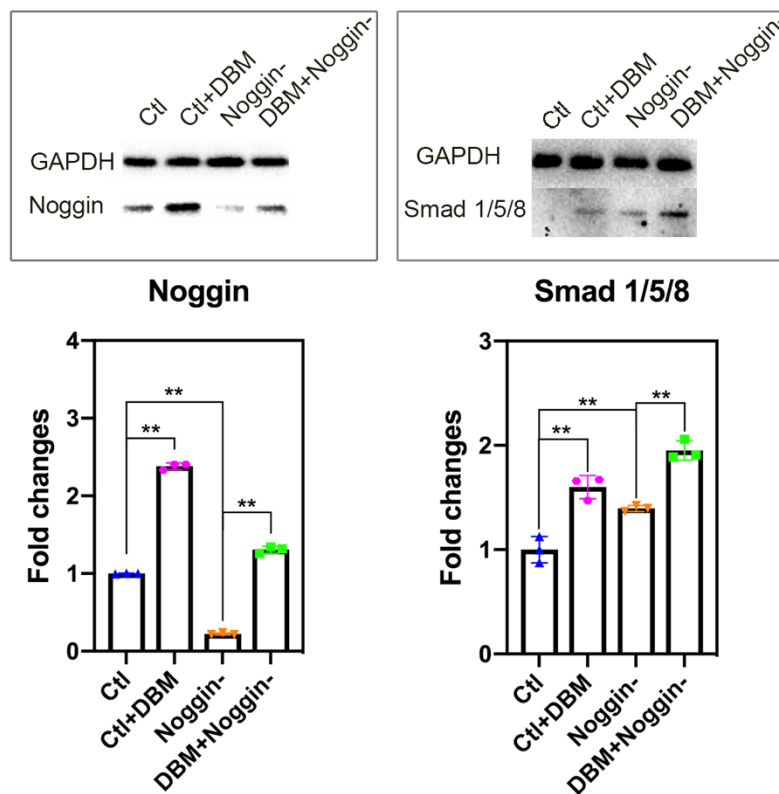 Ctl Ctl+DBM Noggin- DBM+Noggin-
GAPDH
Noggin
Ctl Ctl+DBM Noggin- DBM+Noggin-
GAPDH
Smad 1/5/8
Noggin
Fold changes
4
3
2
1
0
**
**
**
Ctl
Ctl+DBM
Noggin-
DBM+Noggin-
Smad 1/5/8
Fold changes
3
2
1
0
**
**
**
Ctl
Ctl+DBM
Noggin-
DBM+Noggin-